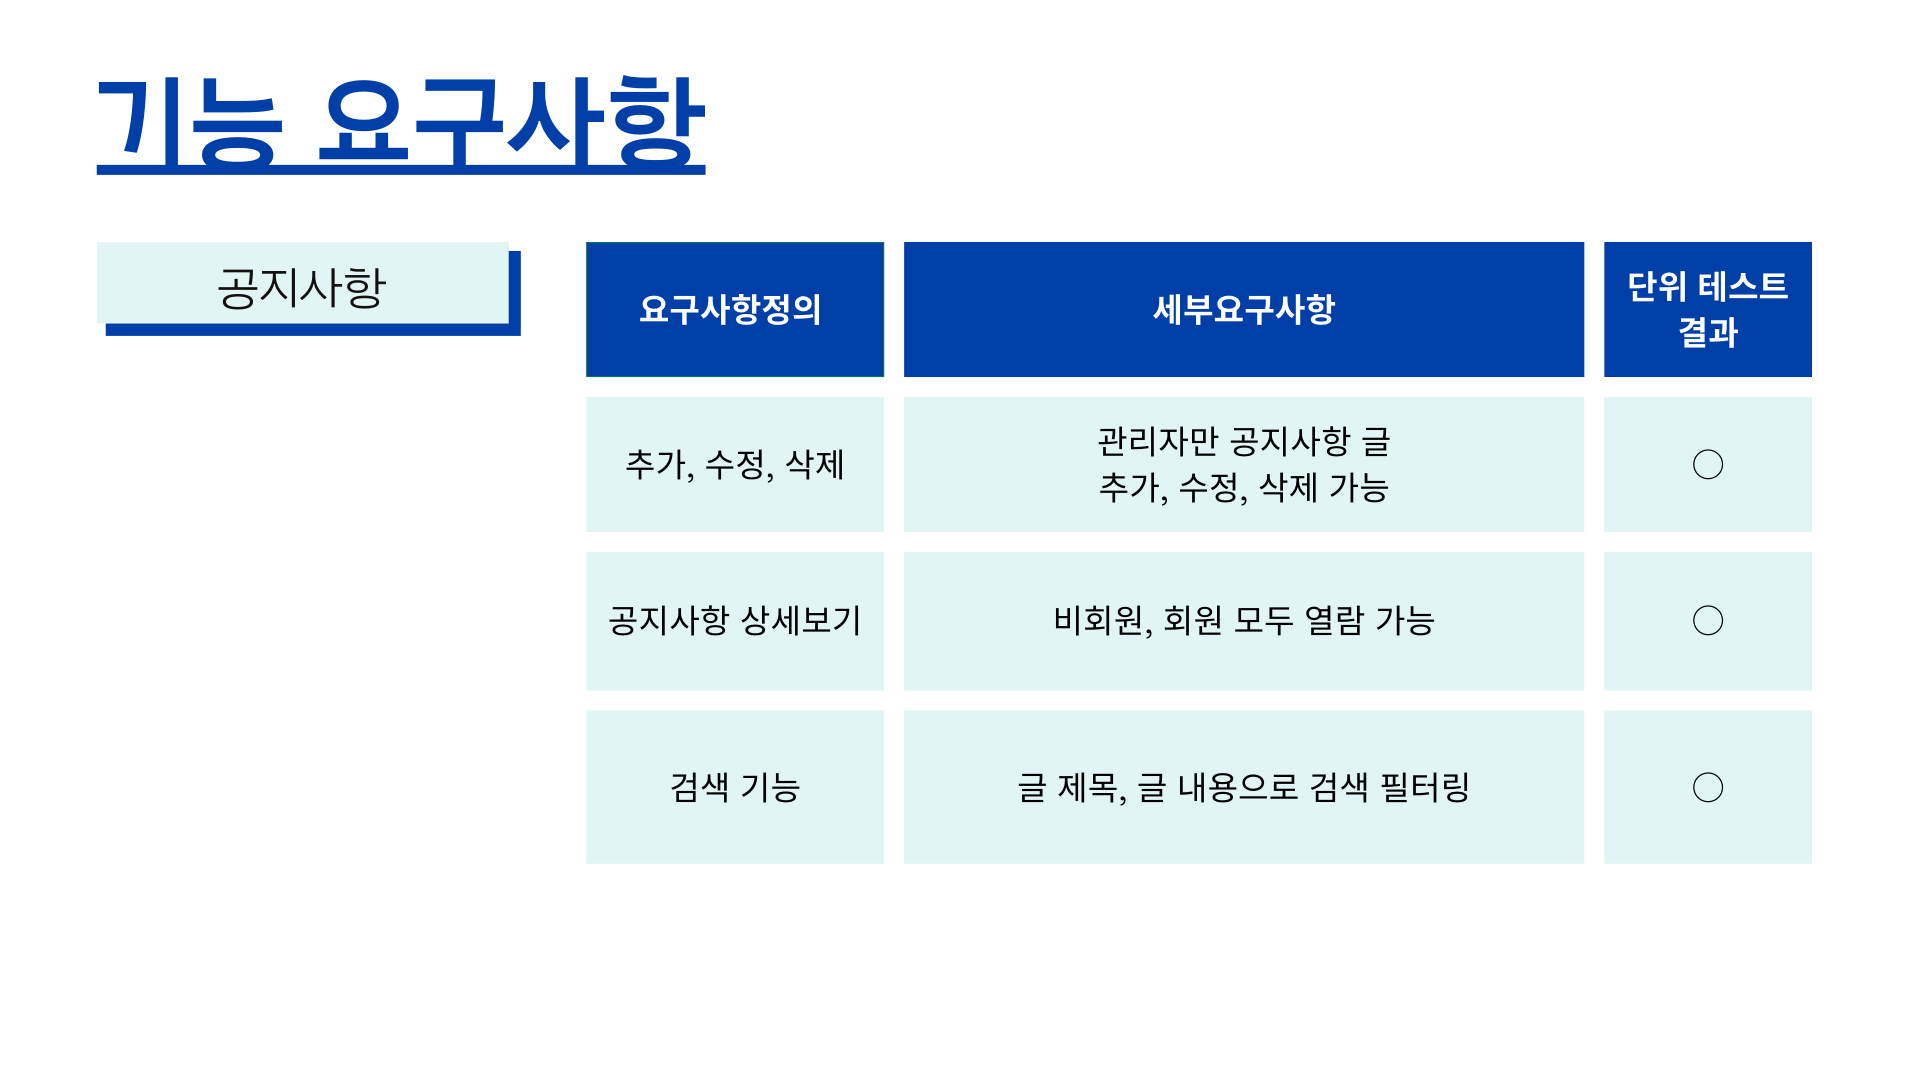 기능 요구사항
공지사항
요구사항정의
세부요구사항
단위 테스트
결과
추가, 수정, 삭제
관리자만 공지사항 글
추가, 수정, 삭제 가능
○
공지사항 상세보기
비회원, 회원 모두 열람 가능
○
검색 기능
글 제목, 글 내용으로 검색 필터링
○